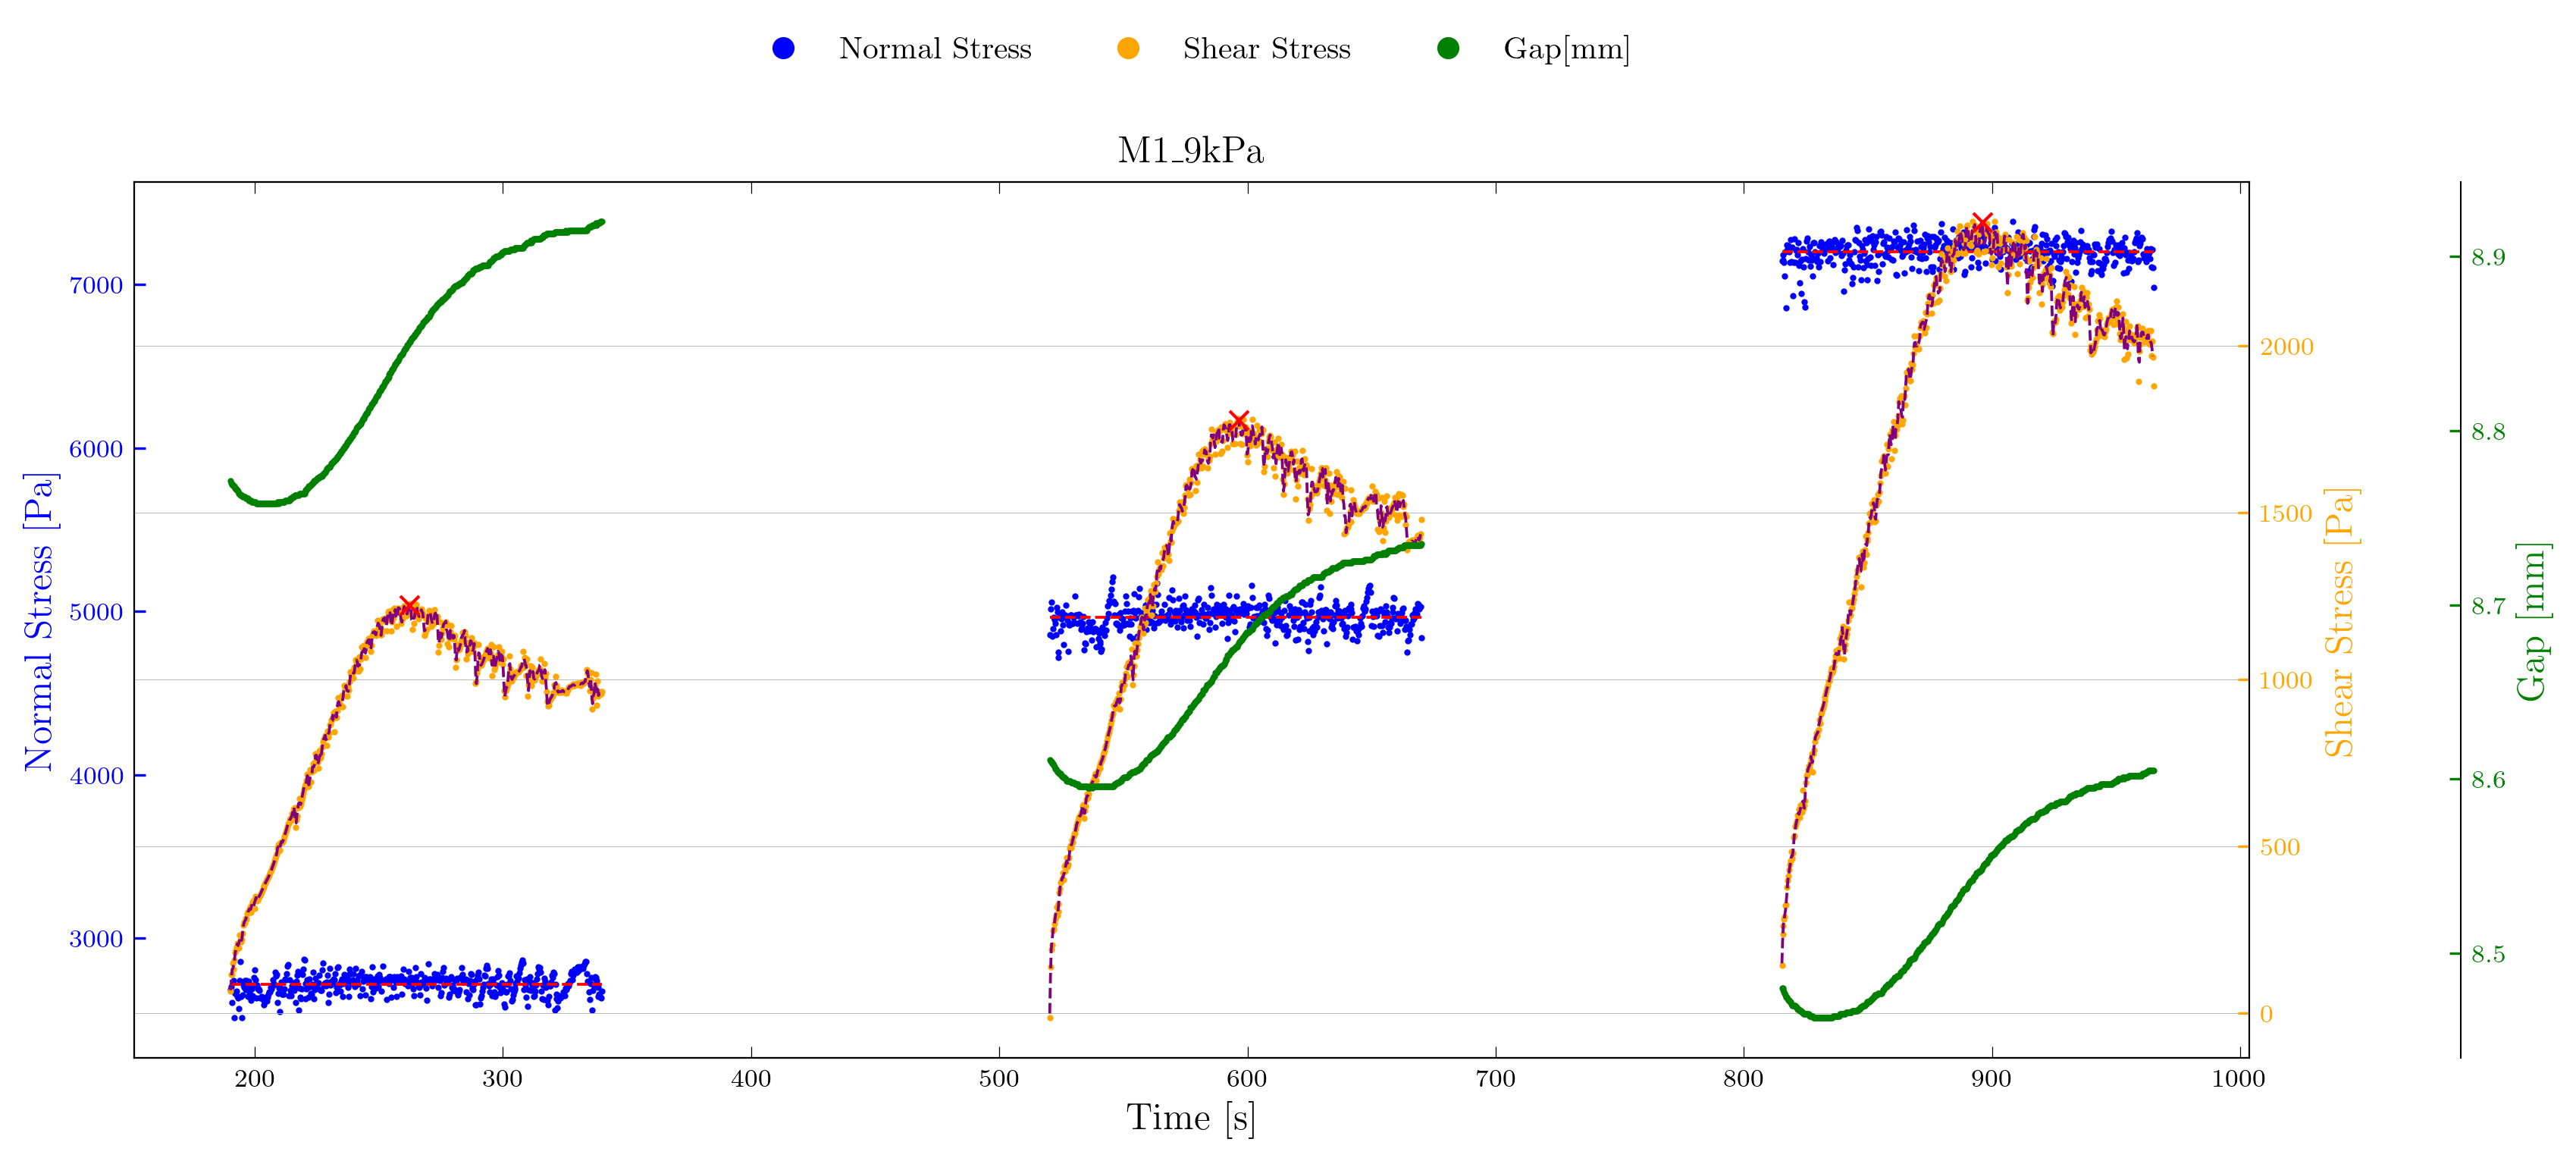 Normal Stress Shear Stress Gap[mm]
M1_9kPa
Normal Stress [Pa]
7000
6000
5000
4000
3000
2000
1500
1000
500
0
Shear Stress [Pa]
8.9
8.8
8.7
8.6
8.5
Gap [mm]
200 300 400 500 600 700 800 900 1000
Time [s]